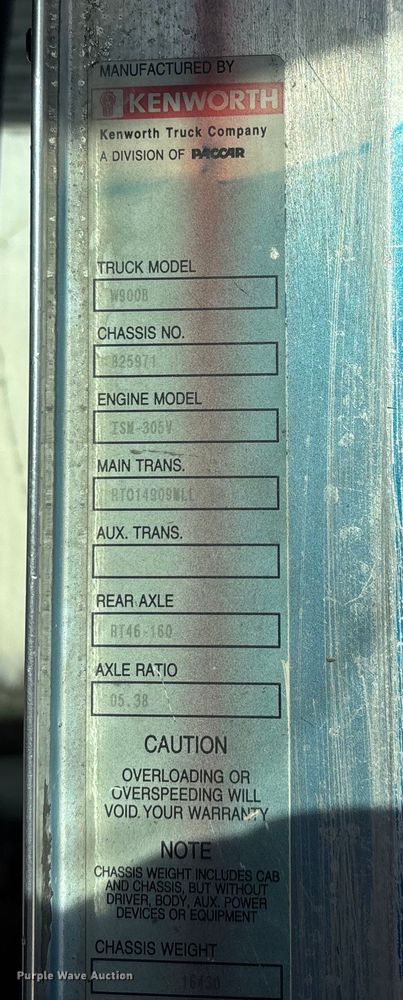 MANUFACTURED BY
KENWORTH
Kenworth Truck Company
A DIVISION OF PACCAR
TRUCK MODEL
W900B
CHASSIS NO.
825971
ENGINE MODEL
ISM-305V
MAIN TRANS.
RTO14909MLL
AUX. TRANS.
REAR AXLE
RT46-160
AXLE RATIO
05.38
CAUTION
OVERLOADING OR
OVERSPEEDING WILL
VOID YOUR WARRANTY
NOTE
CHASSIS WEIGHT INCLUDES CAB
AND CHASSIS, BUT WITHOUT
DRIVER, BODY, AUX. POWER
DEVICES OR EQUIPMENT
CHASSIS WEIGHT
16430
Purple Wave Auction